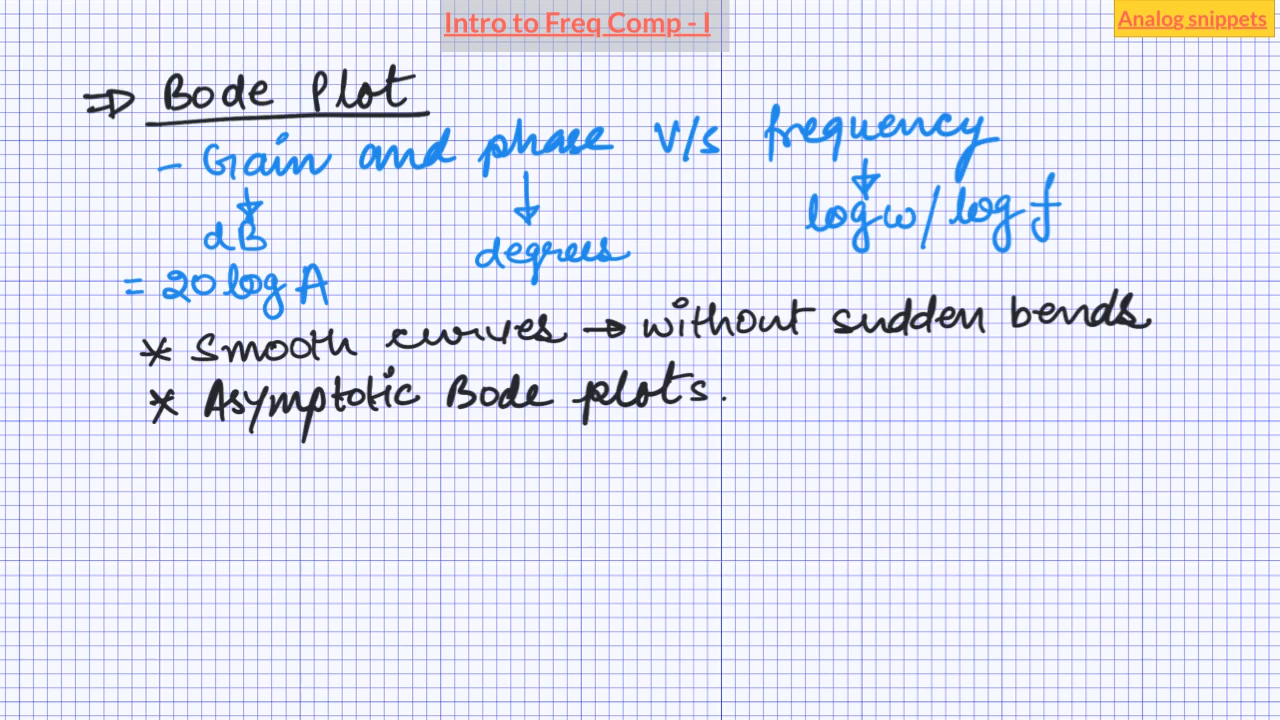 Intro to Freq Comp - I
Analog snippets
⇒ Bode Plot
- Gain and phase V/s frequency
↓ ↓ ↓
dB degrees log ω / log f
= 20 log A
* Smooth curves → without sudden bends
* Asymptotic Bode plots.